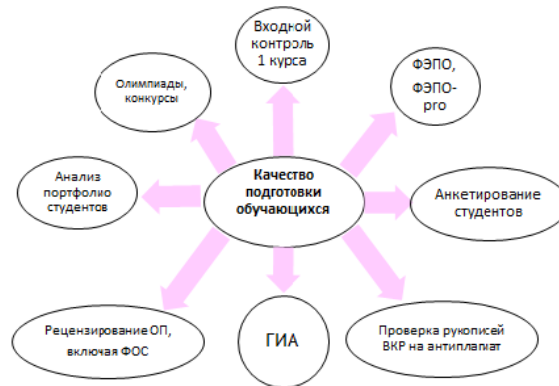 Входной
контроль
1 курса
ФЭПО,
ФЭПО-
pro
Олимпиады,
конкурсы
Качество
подготовки
обучающихся
Анализ
портфолио
студентов
Анкетирование
студентов
Рецензирование ОП,
включая ФОС
ГИА
Проверка рукописей
ВКР на антиплагиат